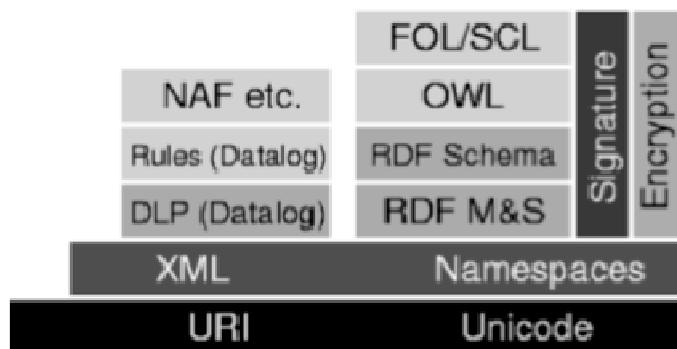 FOL/SCL
NAF etc.
OWL
Rules (Datalog)
RDF Schema
DLP (Datalog)
RDF M&S
Signature
Encryption
XML
Namespaces
URI
Unicode